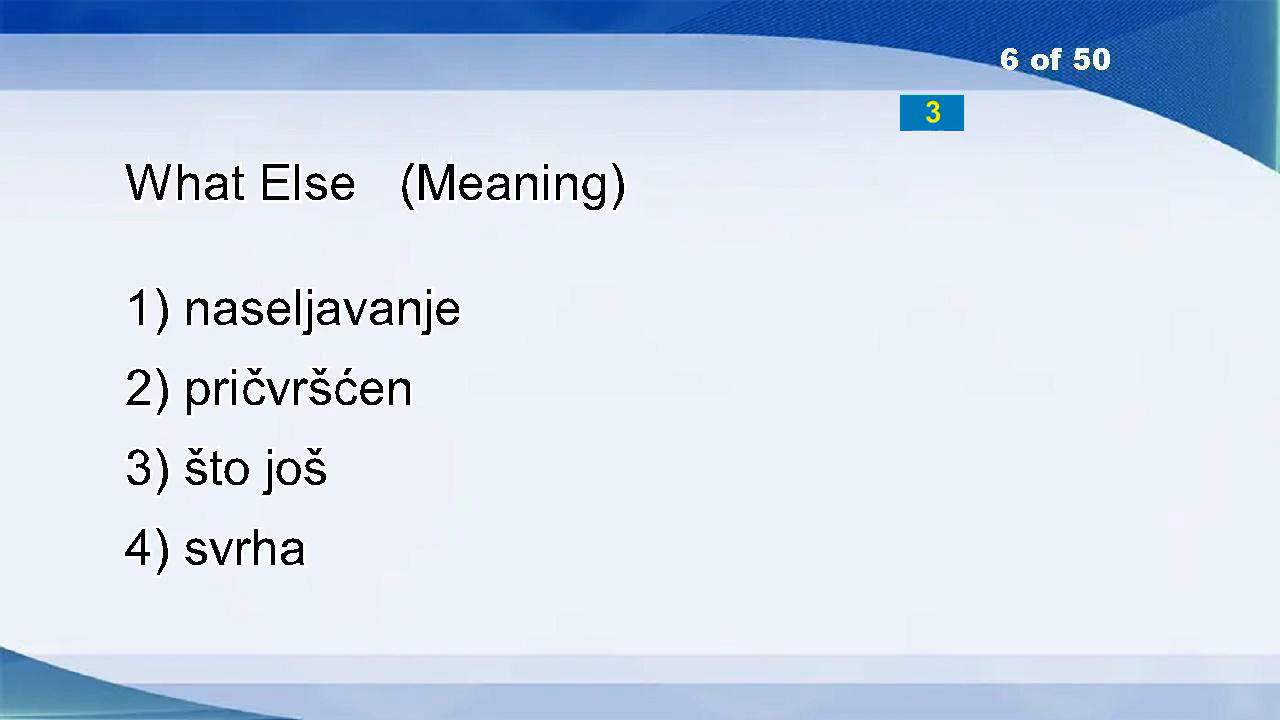 6 of 50
3
What Else (Meaning)
1) naseljavanje
2) pričvršćen
3) što još
4) svrha